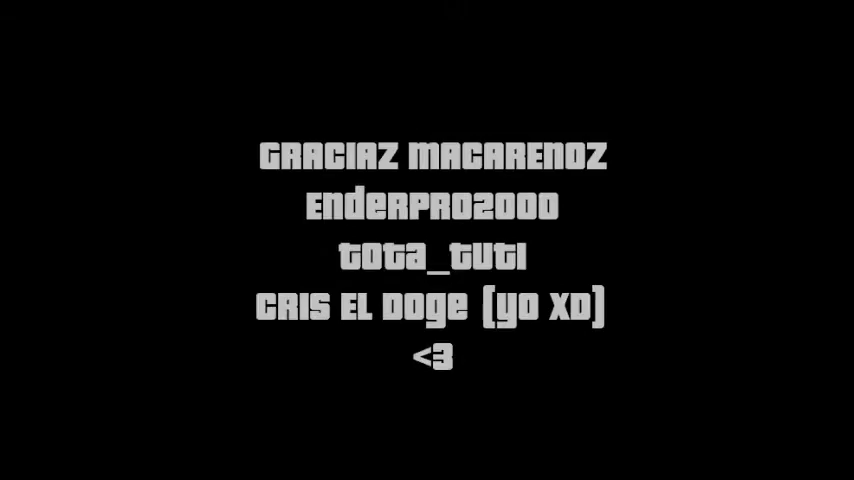 GRACIAZ MACARENOZ
EnderPRO2000
tota_tuti
CRIS EL Doge (yo XD)
<3